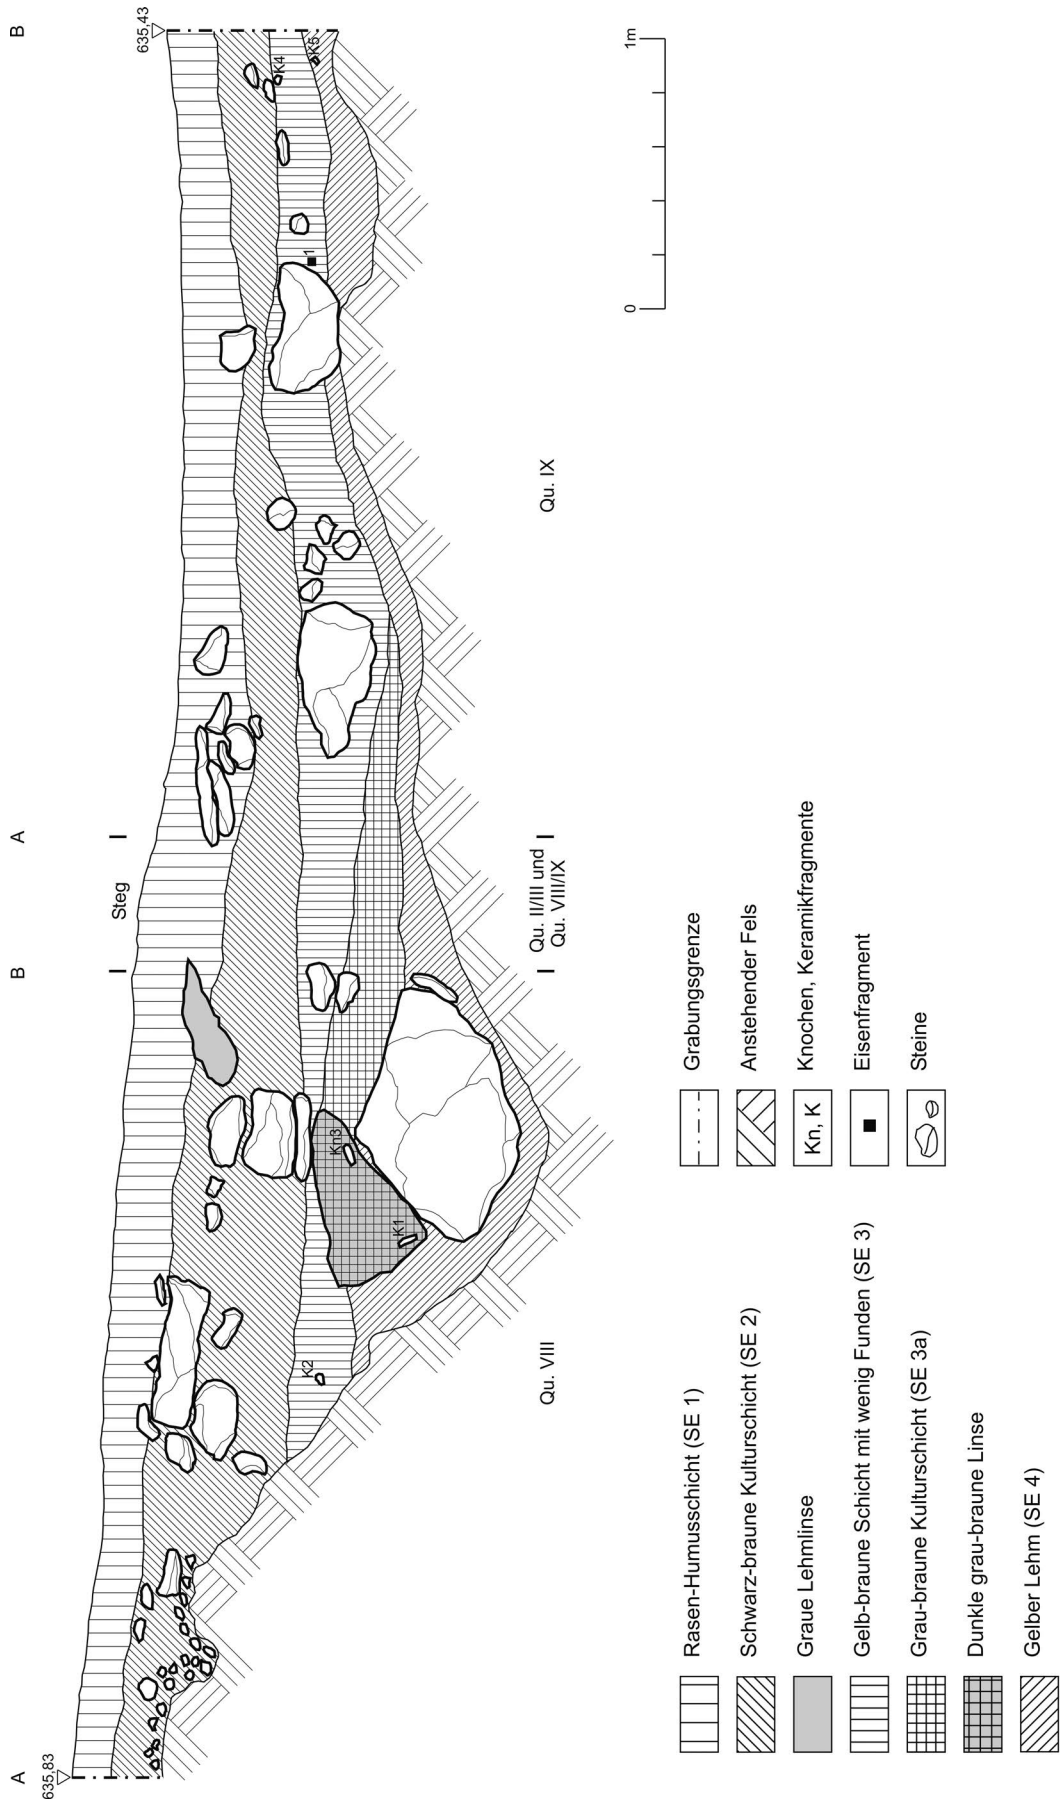 A
B
A
B
635,83
635,43
Steg
K4
K5
1
Kn3
K1
K2
Qu. VIII
Qu. II/III und
Qu. VIII/IX
Qu. IX
0
1m
Rasen-Humusschicht (SE 1)
Schwarz-braune Kulturschicht (SE 2)
Graue Lehmlinse
Gelb-braune Schicht mit wenig Funden (SE 3)
Grau-braune Kulturschicht (SE 3a)
Dunkle grau-braune Linse
Gelber Lehm (SE 4)
Grabungsgrenze
Anstehender Fels
Kn, K
Knochen, Keramikfragmente
Eisenfragment
Steine